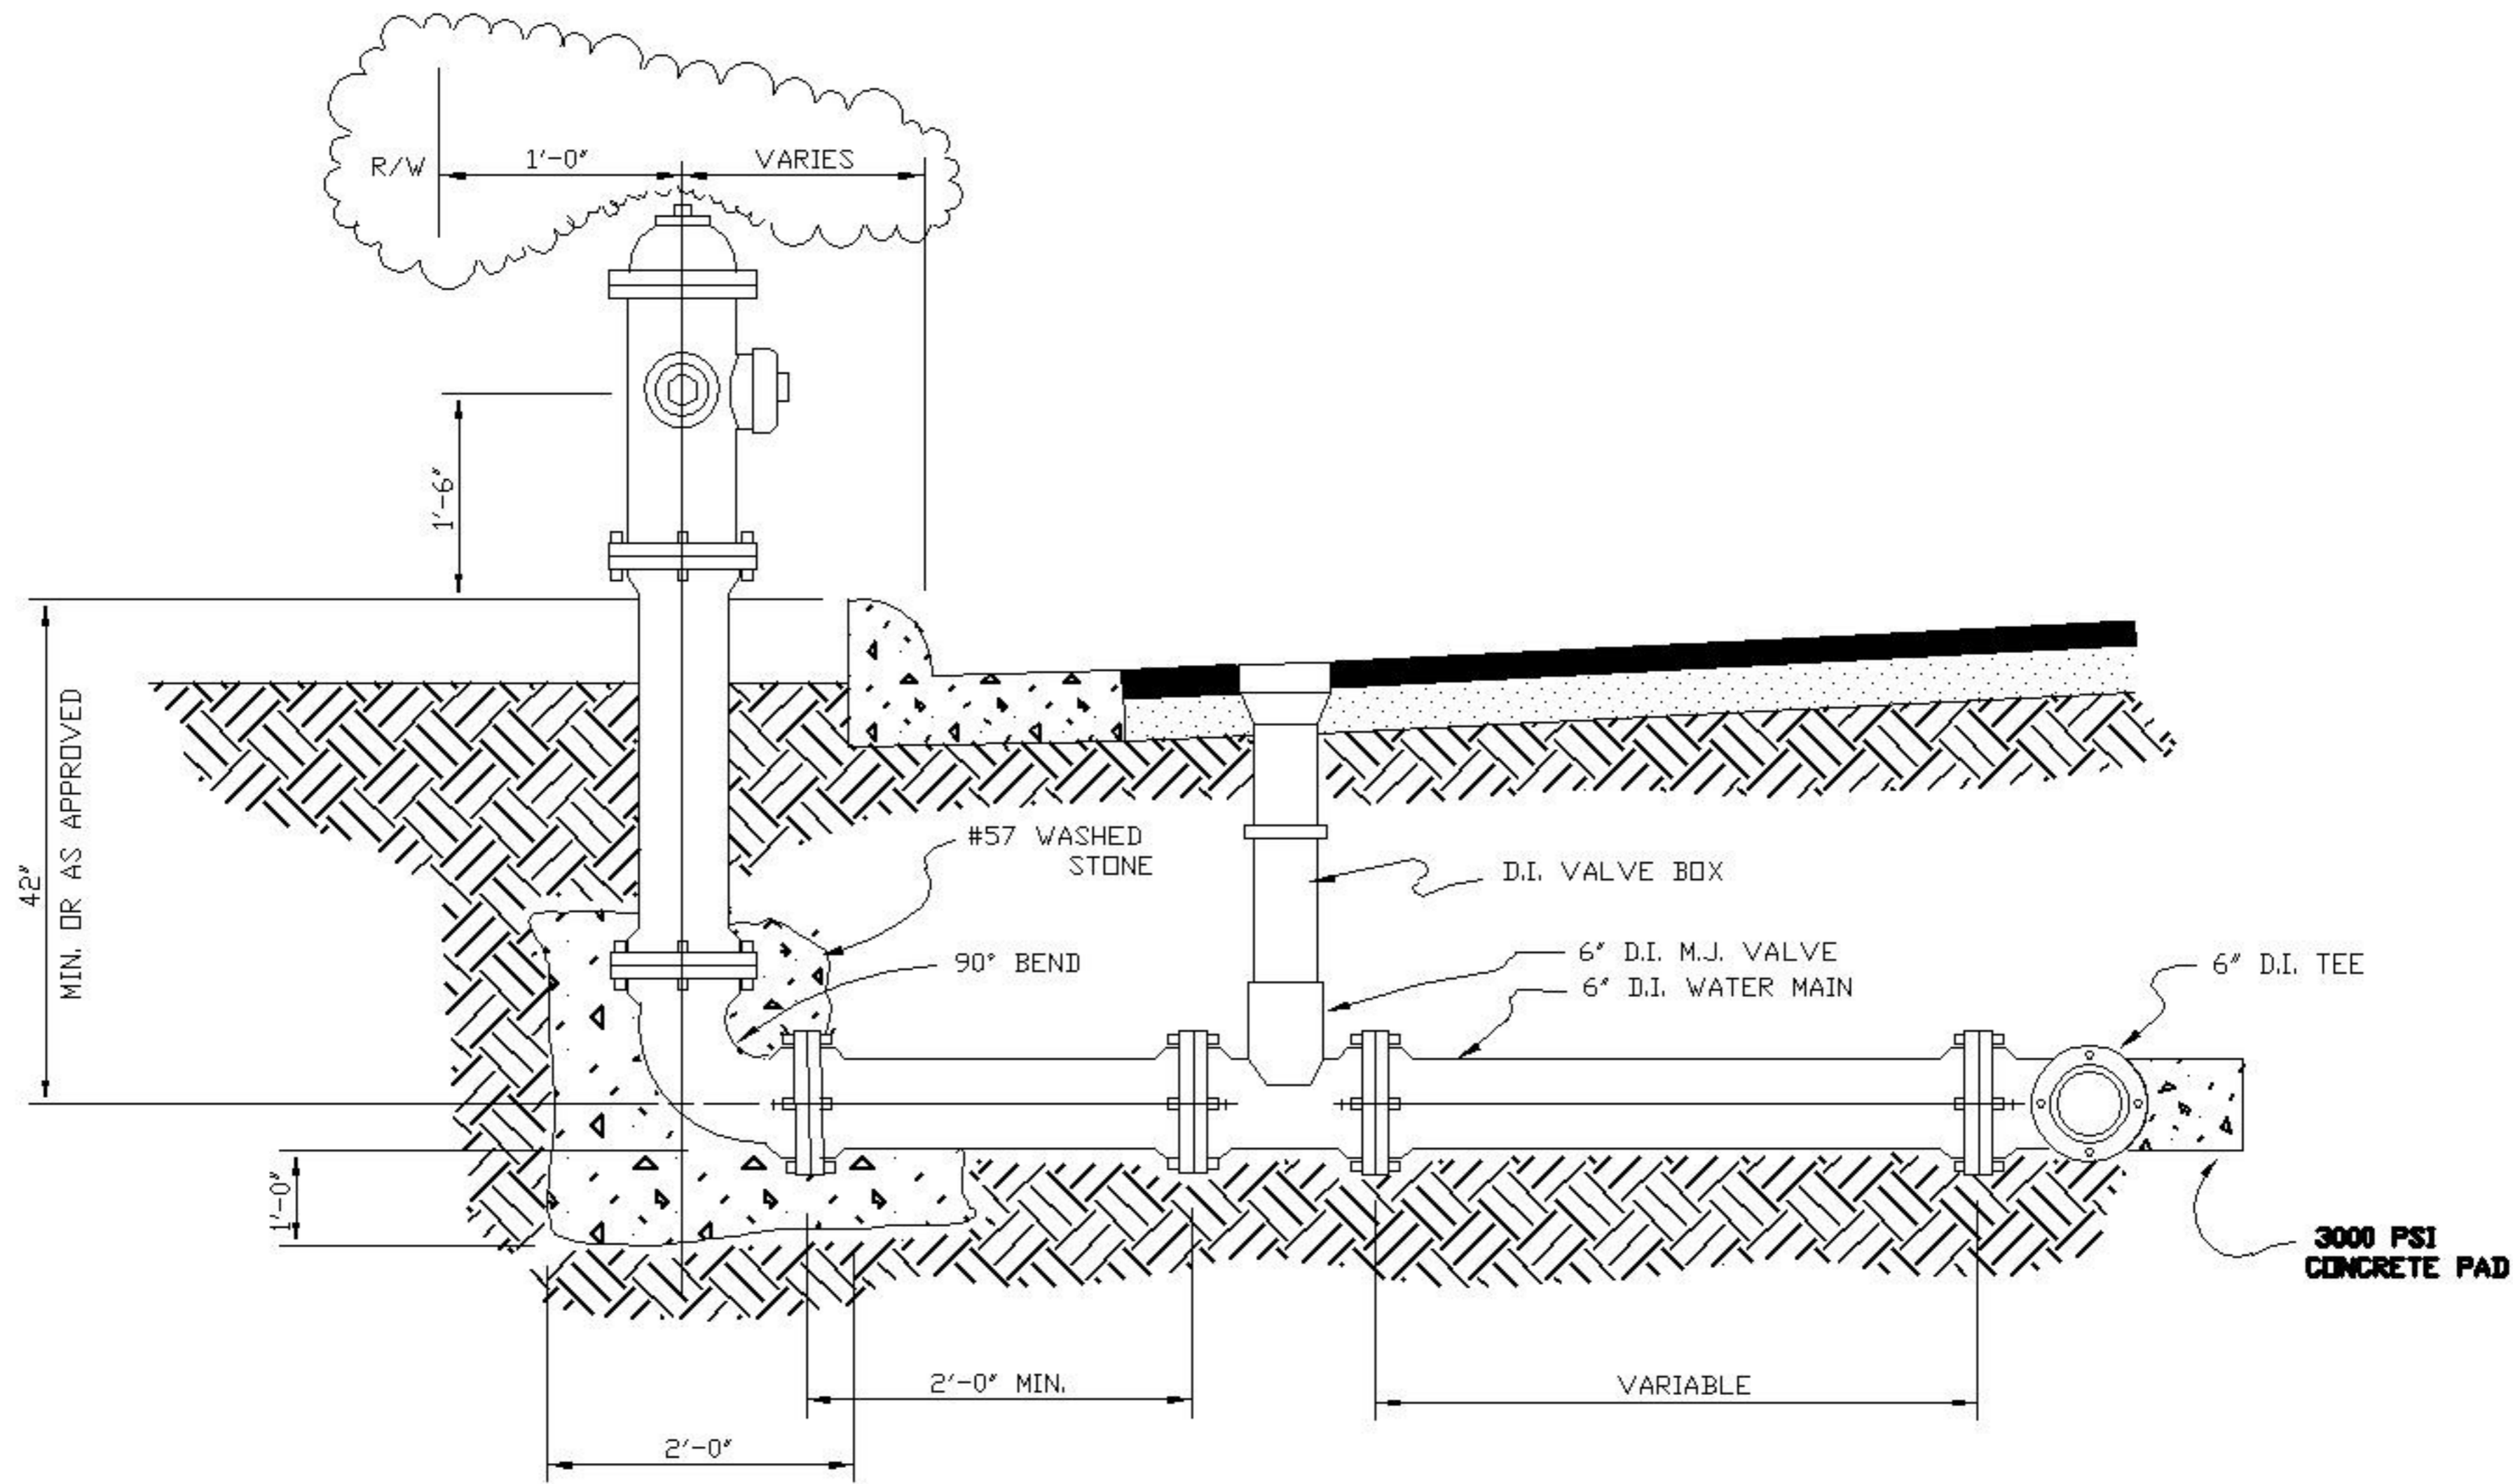 R/W
1'-0"
VARIES
1'-6"
42"
MIN. OR AS APPROVED
#57 WASHED
STONE
D.I. VALVE BOX
90° BEND
6" D.I. M.J. VALVE
6" D.I. WATER MAIN
6" D.I. TEE
1'-0"
3000 PSI
CONCRETE PAD
2'-0" MIN.
VARIABLE
2'-0"